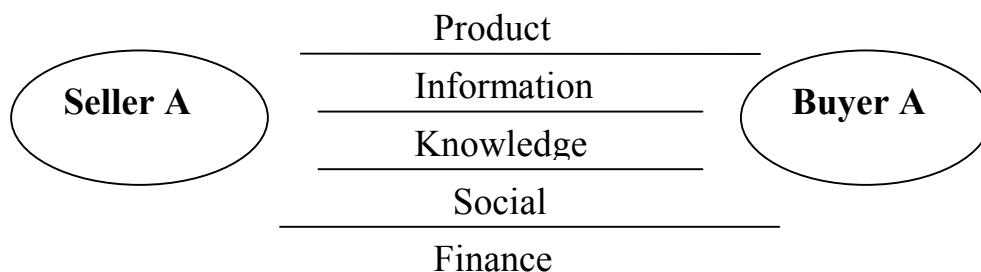 Product
Seller A
Information
Buyer A
Knowledge
Social
Finance